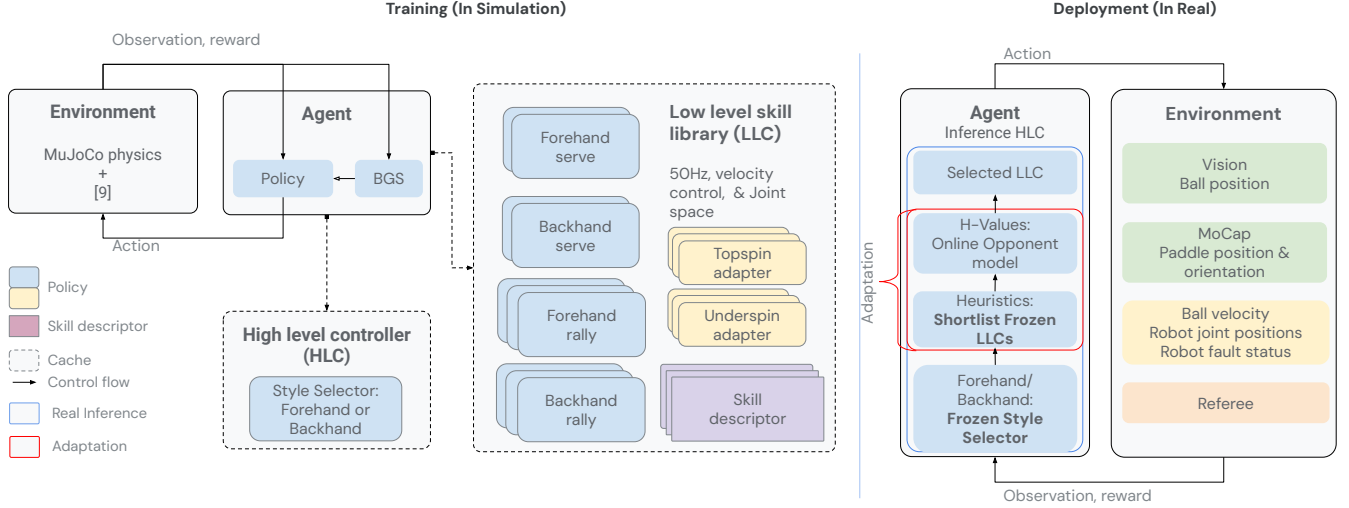 Training (In Simulation)
Observation, reward
Environment
MuJoCo physics
+
[9]
Agent
Policy
BGS
Action
Policy
Skill descriptor
Cache
Control flow
Real Inference
Adaptation
High level controller
(HLC)
Style Selector:
Forehand or
Backhand
Low level skill
library (LLC)
50Hz, velocity
control, & Joint
space
Forehand
serve
Backhand
serve
Forehand
rally
Backhand
rally
Topspin
adapter
Underspin
adapter
Skill
descriptor
Deployment (In Real)
Action
Adaptation
Agent
Inference HLC
Selected LLC
H-Values:
Online Opponent
model
Heuristics:
Shortlist Frozen
LLCs
Forehand/
Backhand:
Frozen Style
Selector
Environment
Vision
Ball position
MoCap
Paddle position &
orientation
Ball velocity
Robot joint positions
Robot fault status
Referee
Observation, reward